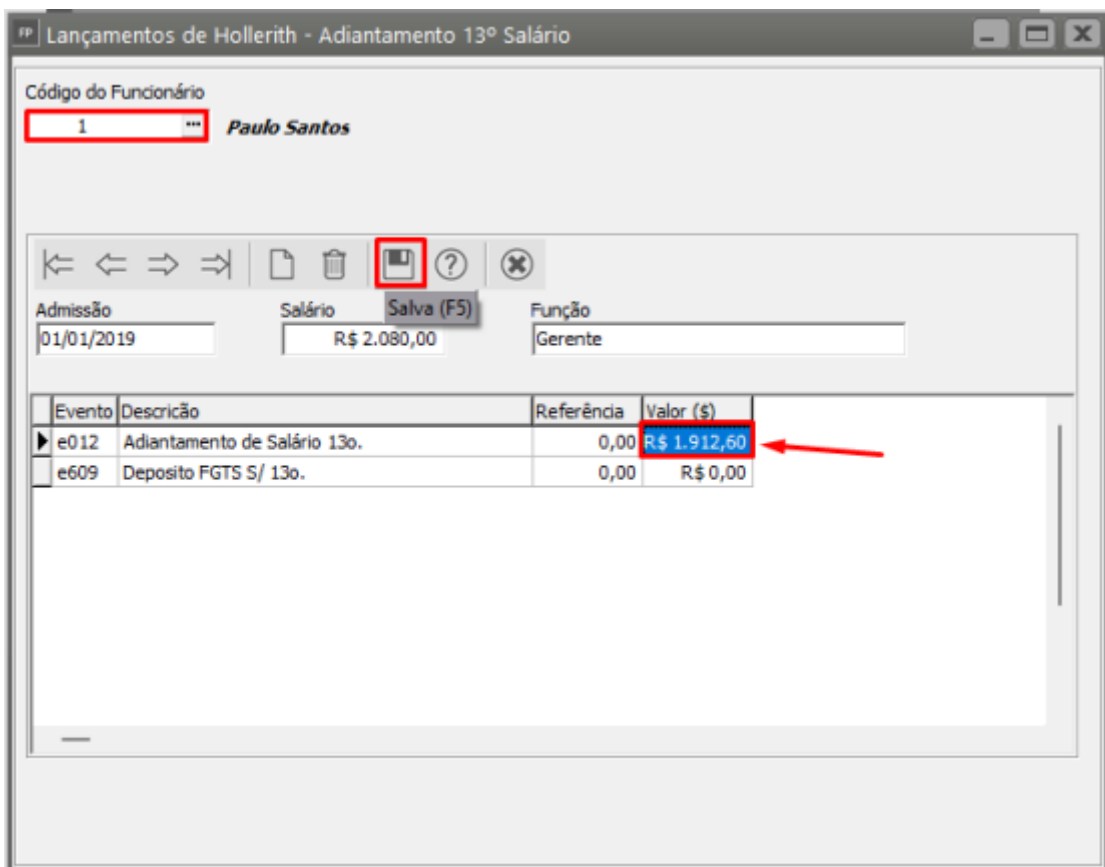 FP Lançamentos de Hollerith - Adiantamento 13º Salário
Código do Funcionário
1 ... Paulo Santos
Salva (F5)
Admissão Salário Função
01/01/2019 R$ 2.080,00 Gerente
Evento Descricão Referência Valor ($)
e012 Adiantamento de Salário 13o. 0,00 R$ 1.912,60
e609 Deposito FGTS S/ 13o. 0,00 R$ 0,00